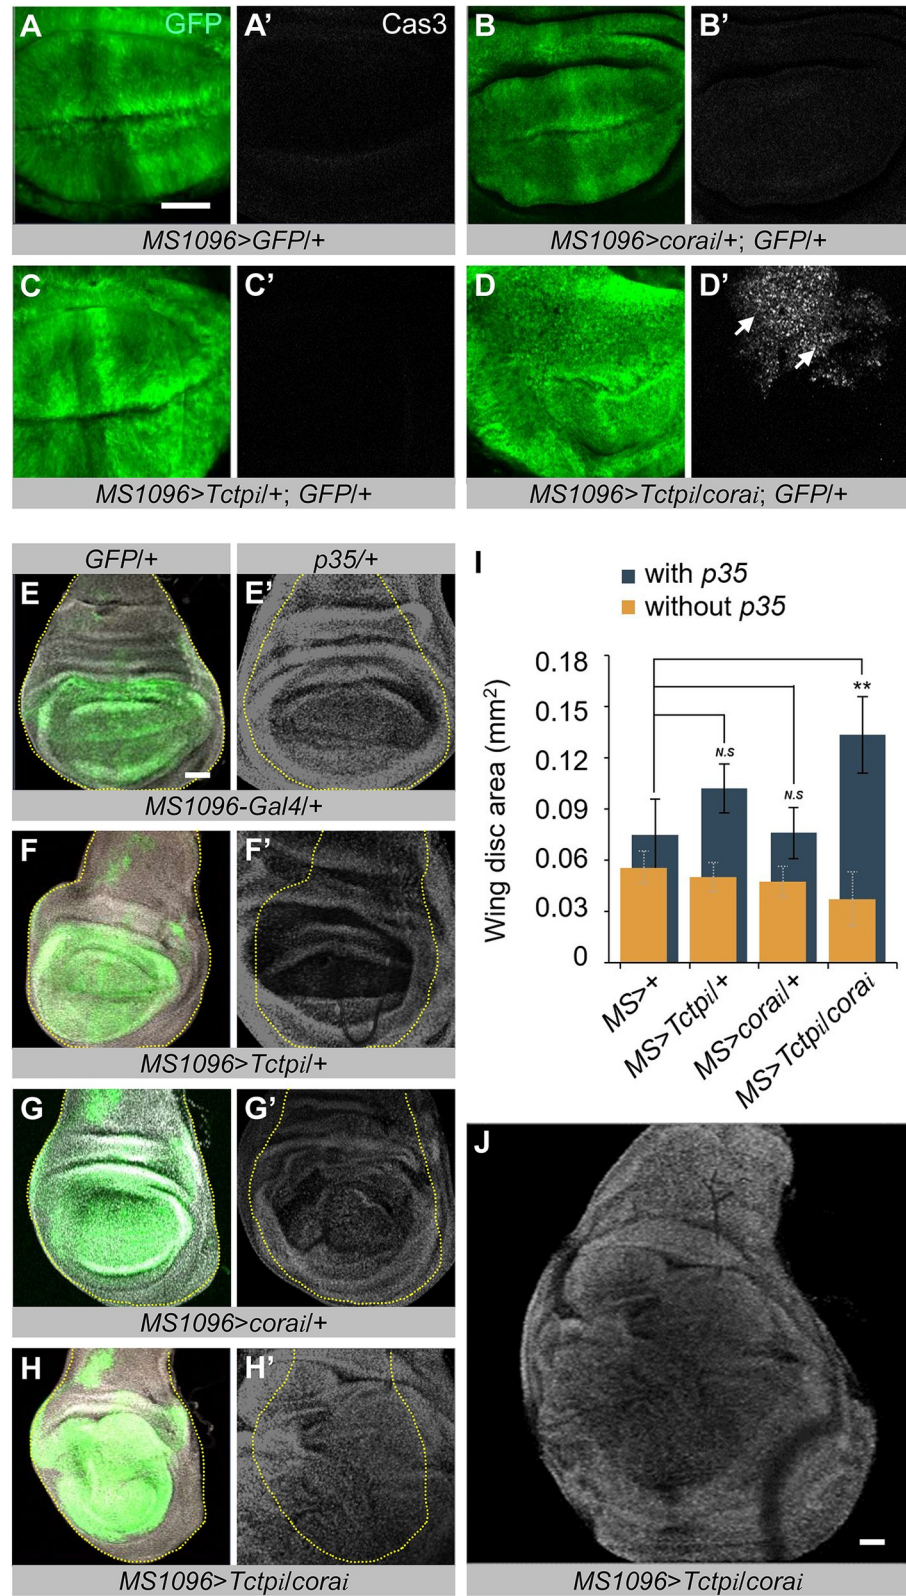 A GFP A' Cas3 B B'
MS1096>GFP/+ MS1096>corai/+; GFP/+
C C' D D'
MS1096>Tctpi/+; GFP/+ MS1096>Tctpi/corai; GFP/+
GFP/+ p35/+
E E'
MS1096-Gal4/+
F F'
MS1096>Tctpi/+
G G'
MS1096>corai/+
H H'
MS1096>Tctpi/corai
I
with p35
without p35
Wing disc area (mm²)
0.18
0.15
0.12
0.09
0.06
0.03
0
**
N.S
N.S
MS>+
MS>Tctpi/+
MS>corai/+
MS>Tctpi/corai
J
MS1096>Tctpi/corai